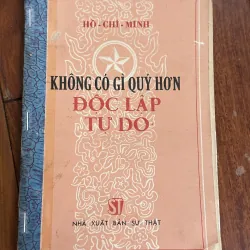 HỒ-CHÍ-MINH
KHÔNG CÓ GÌ QUÝ HƠN
ĐỘC LẬP
TỰ DO
ST
NHÀ XUẤT BẢN SỰ THẬT